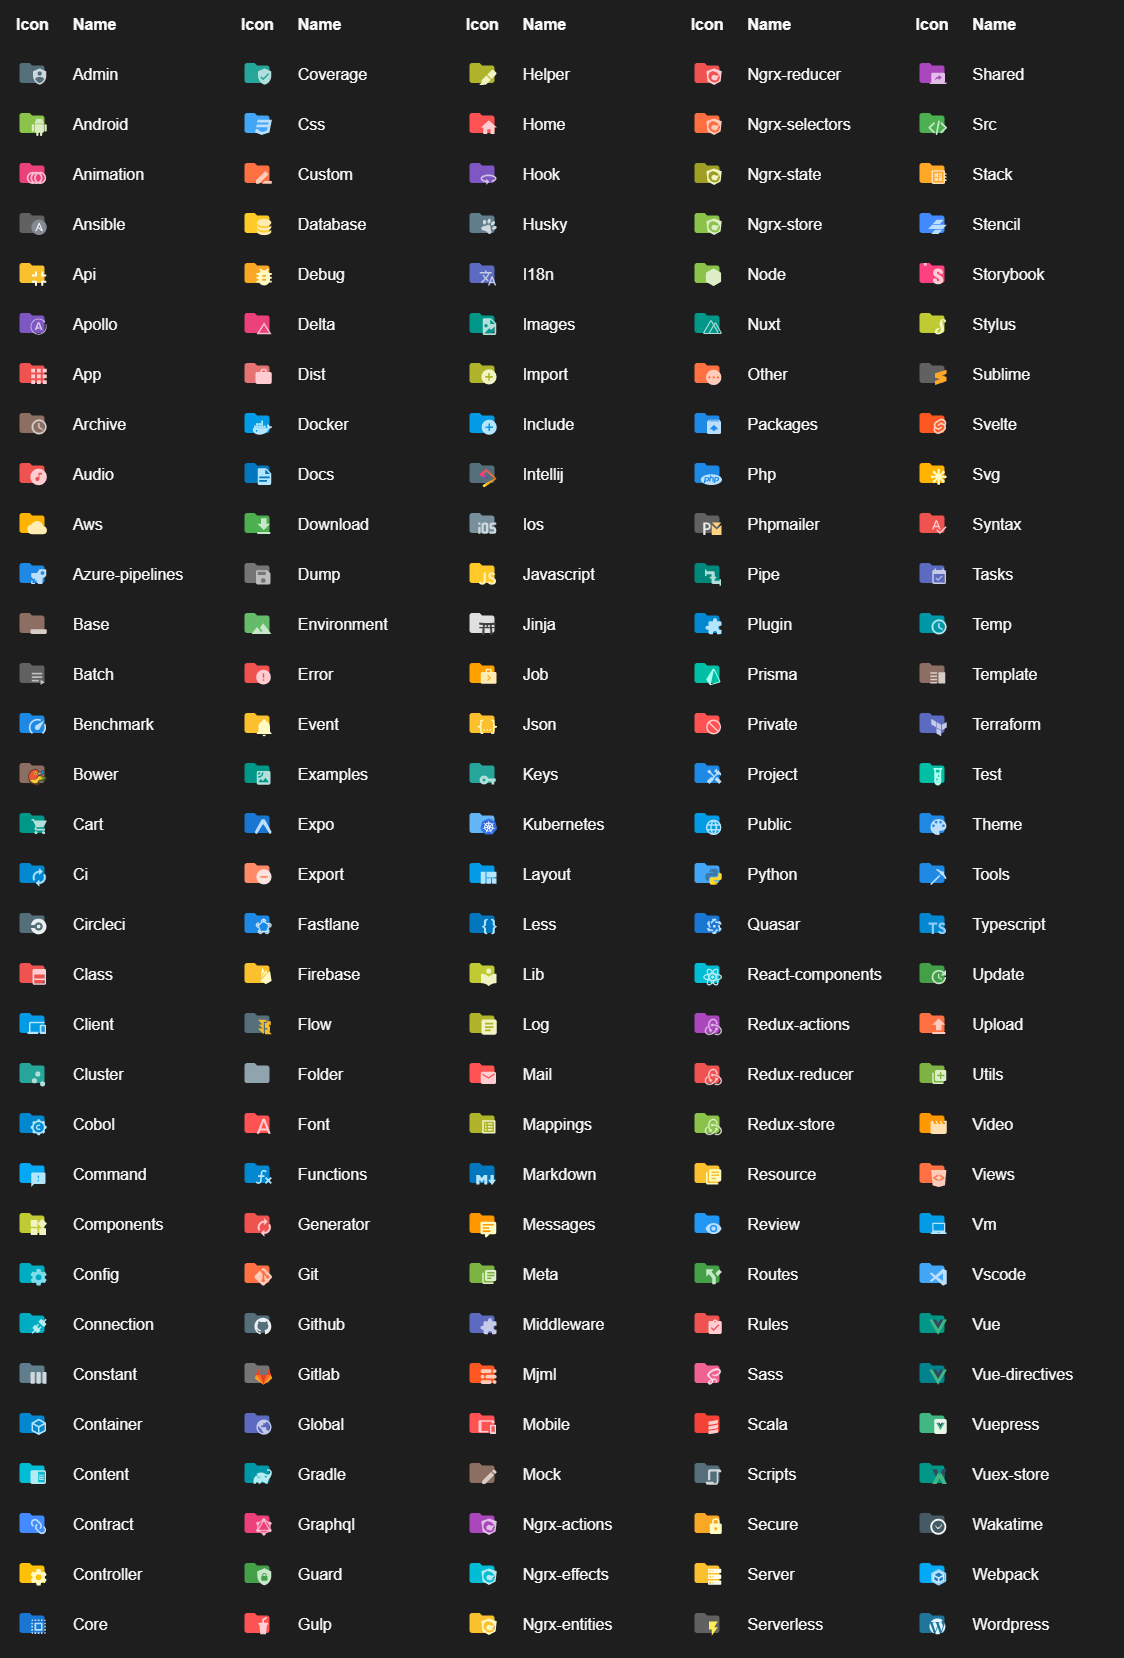 Icon Name Icon Name Icon Name Icon Name Icon Name
Admin Coverage Helper Ngrx-reducer Shared
Android Css Home Ngrx-selectors Src
Animation Custom Hook Ngrx-state Stack
Ansible Database Husky Ngrx-store Stencil
Api Debug I18n Node Storybook
Apollo Delta Images Nuxt Stylus
App Dist Import Other Sublime
Archive Docker Include Packages Svelte
Audio Docs Intellij Php Svg
Aws Download Ios Phpmailer Syntax
Azure-pipelines Dump Javascript Pipe Tasks
Base Environment Jinja Plugin Temp
Batch Error Job Prisma Template
Benchmark Event Json Private Terraform
Bower Examples Keys Project Test
Cart Expo Kubernetes Public Theme
Ci Export Layout Python Tools
Circleci Fastlane Less Quasar Typescript
Class Firebase Lib React-components Update
Client Flow Log Redux-actions Upload
Cluster Folder Mail Redux-reducer Utils
Cobol Font Mappings Redux-store Video
Command Functions Markdown Resource Views
Components Generator Messages Review Vm
Config Git Meta Routes Vscode
Connection Github Middleware Rules Vue
Constant Gitlab Mjml Sass Vue-directives
Container Global Mobile Scala Vuepress
Content Gradle Mock Scripts Vuex-store
Contract Graphql Ngrx-actions Secure Wakatime
Controller Guard Ngrx-effects Server Webpack
Core Gulp Ngrx-entities Serverless Wordpress